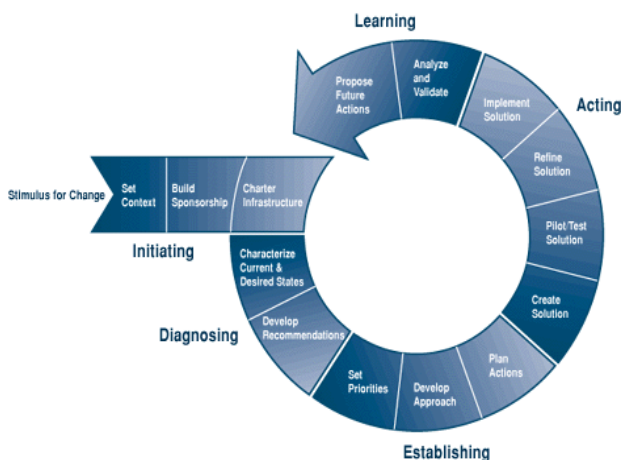 Learning
Acting
Stimulus for Change
Set
Context
Build
Sponsorship
Charter
Infrastructure
Initiating
Characterize
Current &
Desired States
Develop
Recommendations
Diagnosing
Set
Priorities
Develop
Approach
Plan
Actions
Establishing
Create
Solution
Pilot/Test
Solution
Refine
Solution
Implement
Solution
Analyze
and
Validate
Propose
Future
Actions